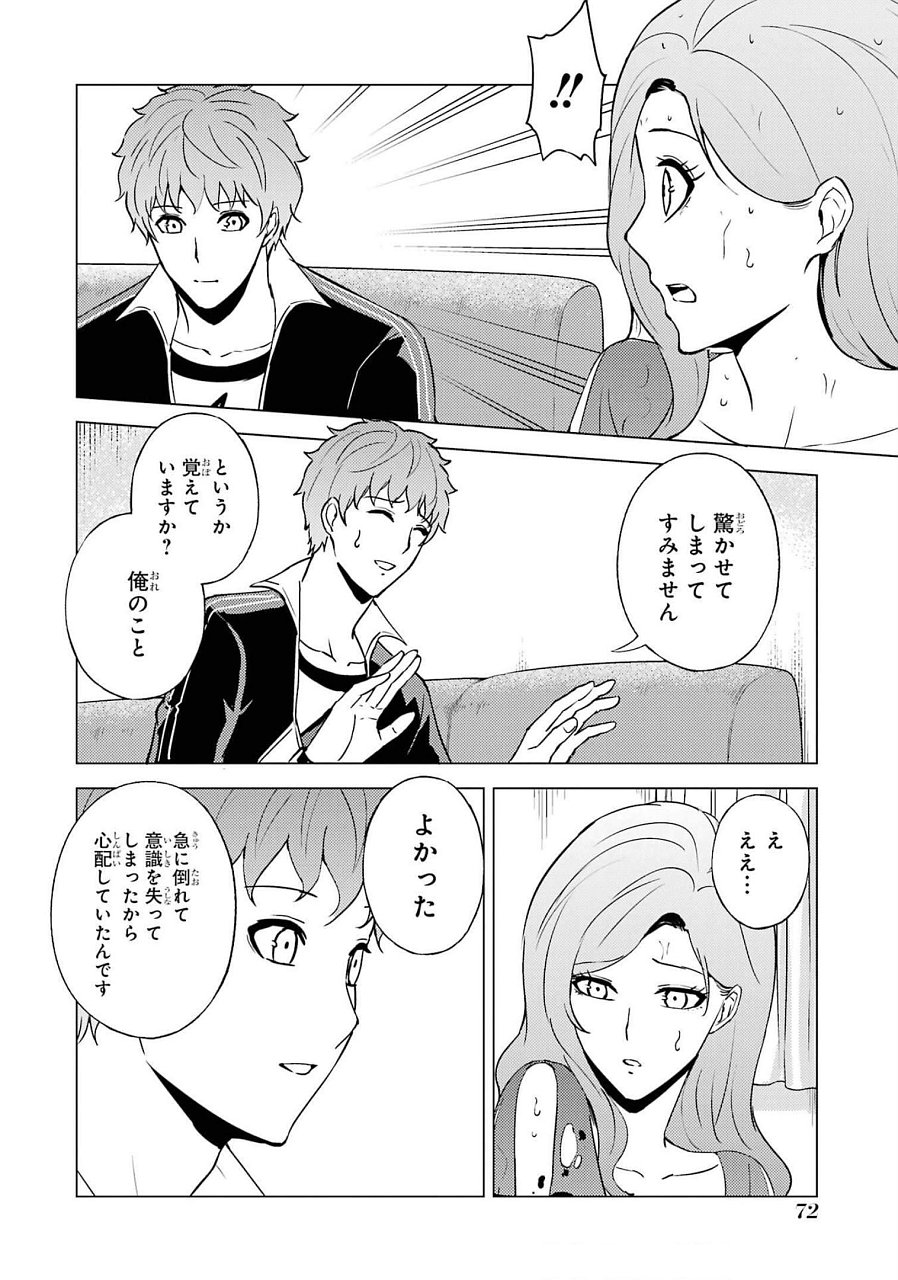 !!
驚かせて
しまって
すみません
というか
覚えて
いますか?
俺のこと
え
ええ…
よかった
急に倒れて
意識を失って
しまったから
心配していたんです
72